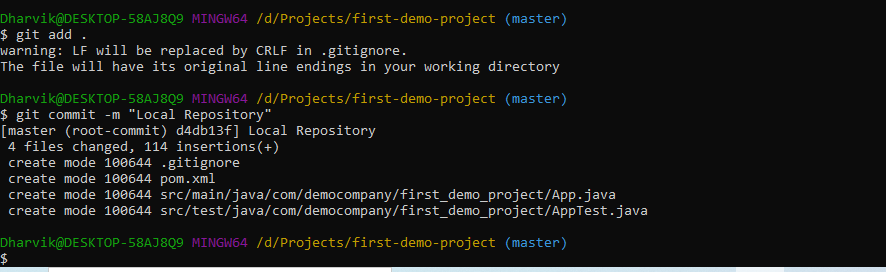 Dharvik@DESKTOP-58AJ8Q9 MINGW64 /d/Projects/first-demo-project (master)
$ git add .
warning: LF will be replaced by CRLF in .gitignore.
The file will have its original line endings in your working directory
Dharvik@DESKTOP-58AJ8Q9 MINGW64 /d/Projects/first-demo-project (master)
$ git commit -m "Local Repository"
[master (root-commit) d4db13f] Local Repository
 4 files changed, 114 insertions(+)
 create mode 100644 .gitignore
 create mode 100644 pom.xml
 create mode 100644 src/main/java/com/democompany/first_demo_project/App.java
 create mode 100644 src/test/java/com/democompany/first_demo_project/AppTest.java
Dharvik@DESKTOP-58AJ8Q9 MINGW64 /d/Projects/first-demo-project (master)
$